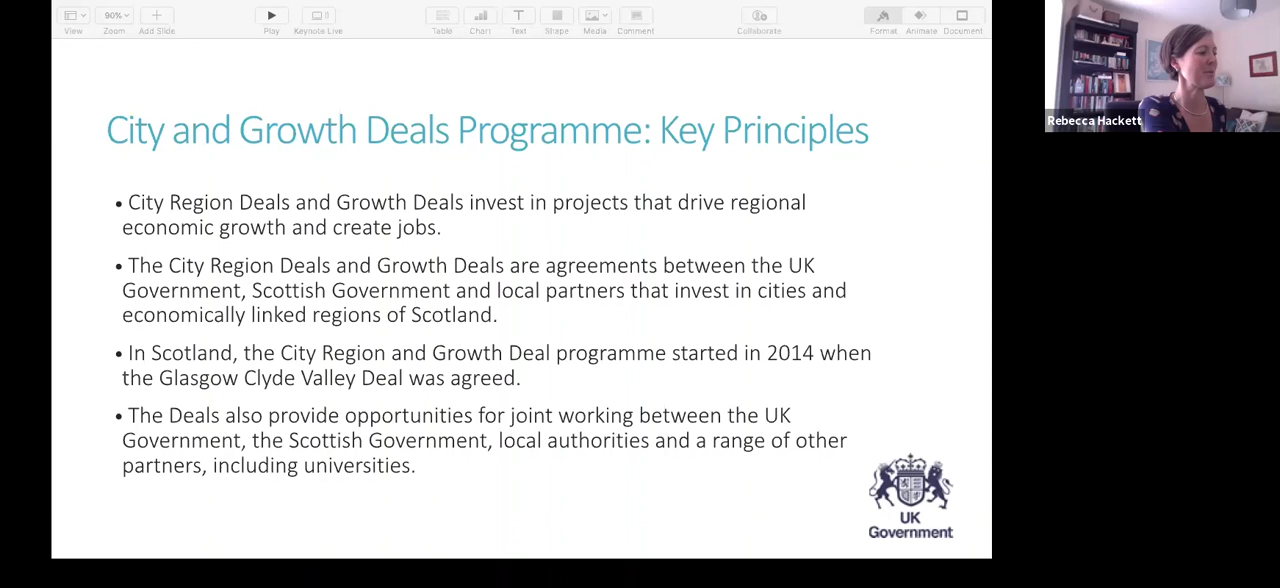 90%
View
Zoom
Add Slide
Play
Keynote Live
Table
Chart
Text
Shape
Media
Comment
Collaborate
Format
Animate
Document
Rebecca Hackett
City and Growth Deals Programme: Key Principles
• City Region Deals and Growth Deals invest in projects that drive regional
economic growth and create jobs.
• The City Region Deals and Growth Deals are agreements between the UK
Government, Scottish Government and local partners that invest in cities and
economically linked regions of Scotland.
• In Scotland, the City Region and Growth Deal programme started in 2014 when
the Glasgow Clyde Valley Deal was agreed.
• The Deals also provide opportunities for joint working between the UK
Government, the Scottish Government, local authorities and a range of other
partners, including universities.
UK
Government